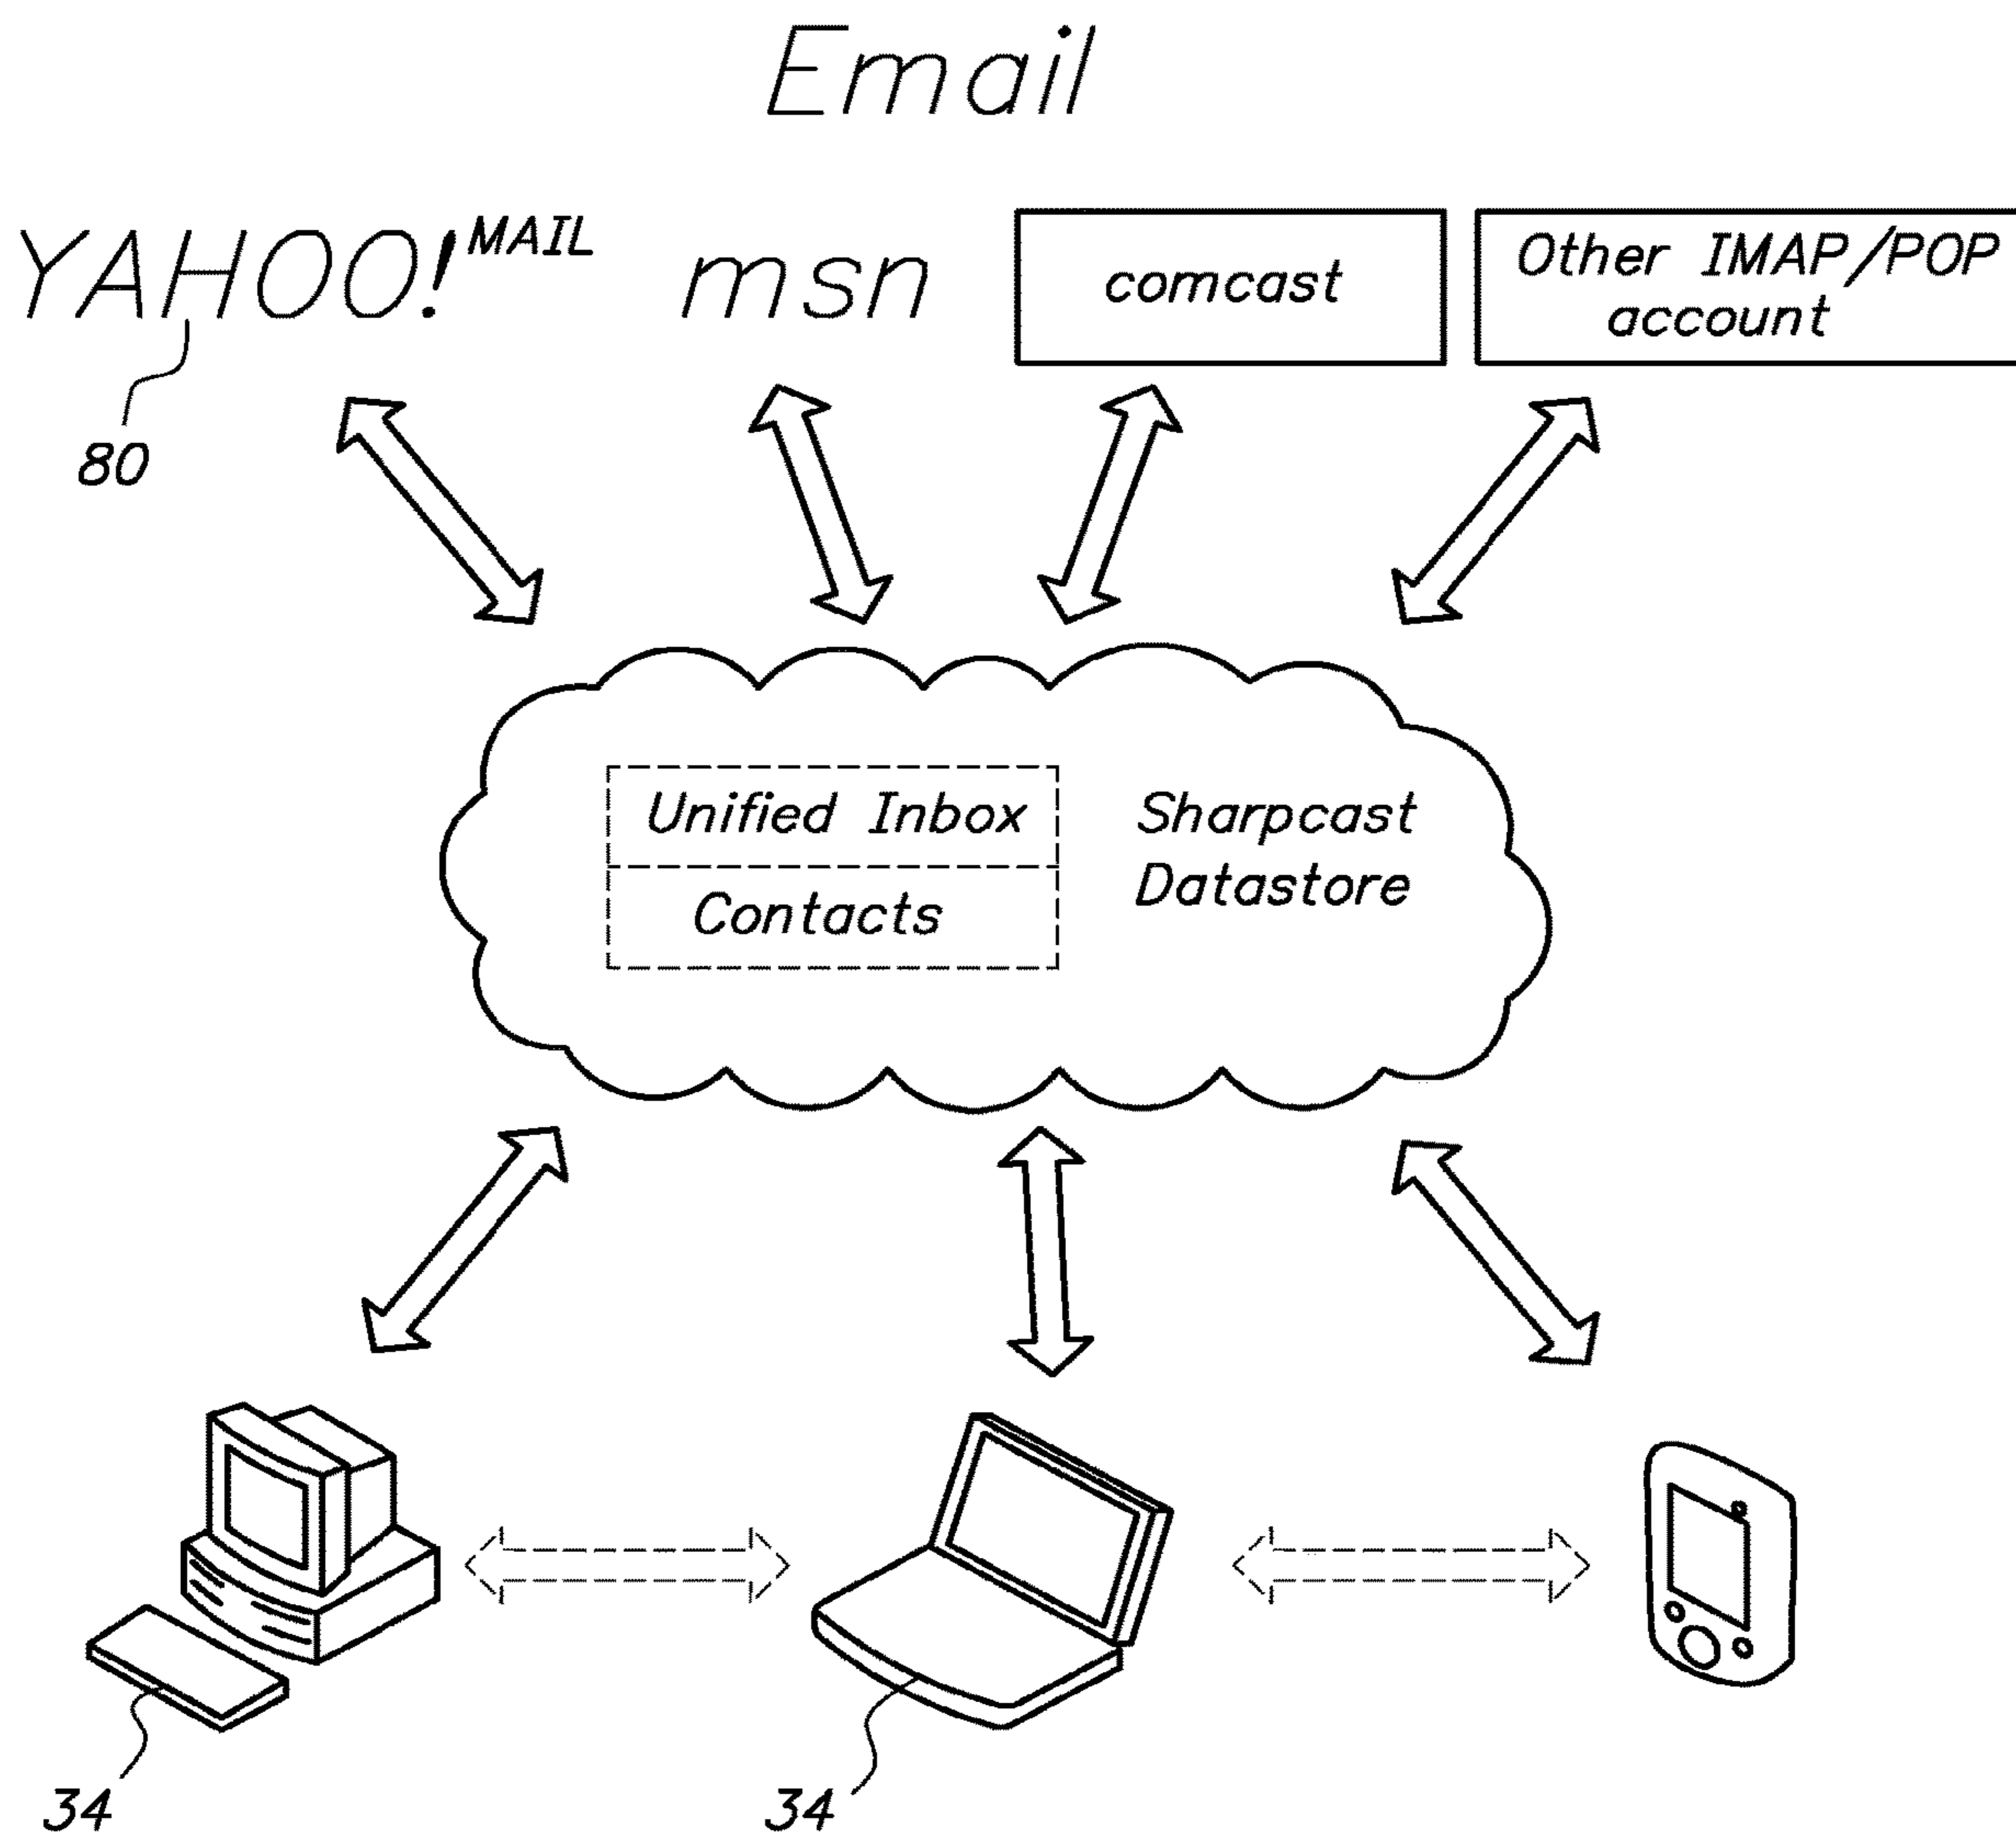 Email
YAHOO! MAIL
msn
comcast
Other IMAP/POP
account
80
Unified Inbox
Contacts
Sharpcast
Datastore
34
34